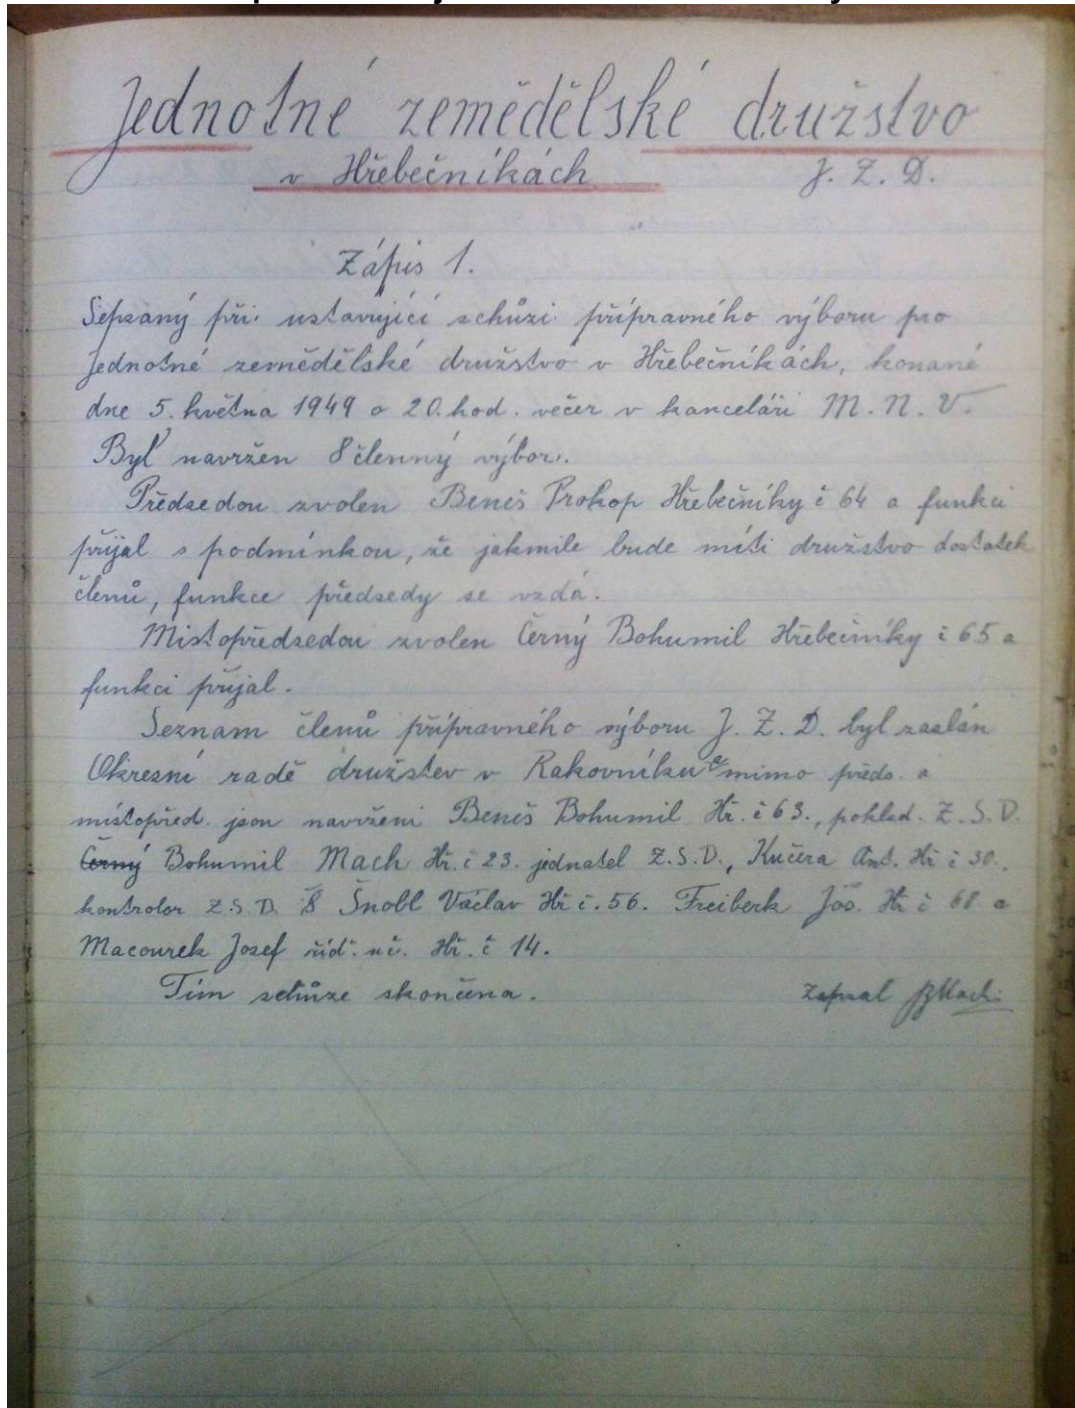 Jednotné zemědělské družstvo
v Hřebečníkách J. Z. D.
Zápis 1.
Sepsaný při ustavující schůzi přípravného výboru pro
Jednotné zemědělské družstvo v Hřebečníkách, konané
dne 5. května 1949 o 20. hod. večer v kanceláři M. N. V.
Byl navržen 8 členný výbor.
Předsedou zvolen Beneš Prokop Hřebečníky č 64 a funkci
přijal s podmínkou, že jakmile bude míti družstvo dostatek
členů, funkce předsedy se vzdá.
Místopředsedou zvolen Černý Bohumil Hřebečníky č 65 a
funkci přijal.
Seznam členů přípravného výboru J. Z. D. byl zaslán
Okresní radě družstev v Rakovníku a mimo předs. a
místopřed. jsou navrženi Beneš Bohumil Hř. č 63., poklad. Z. S. D.
Černý Bohumil Mach Hř. č 23. jednatel Z. S. D., Kučera Ant. Hř č 30.
kontrolor Z. S. D. Šnobl Václav Hř č. 56. Freiberk Jos. Hř č 68 a
Macourek Josef říd. uč. Hř. č 14.
Tím schůze skončena. Zapsal BMach